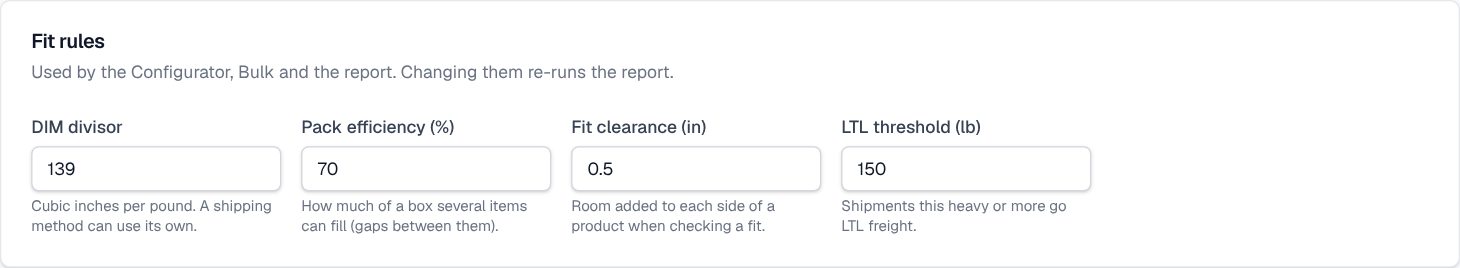 Fit rules
Used by the Configurator, Bulk and the report. Changing them re-runs the report.
DIM divisor
139
Cubic inches per pound. A shipping
method can use its own.
Pack efficiency (%)
70
How much of a box several items
can fill (gaps between them).
Fit clearance (in)
0.5
Room added to each side of a
product when checking a fit.
LTL threshold (lb)
150
Shipments this heavy or more go
LTL freight.